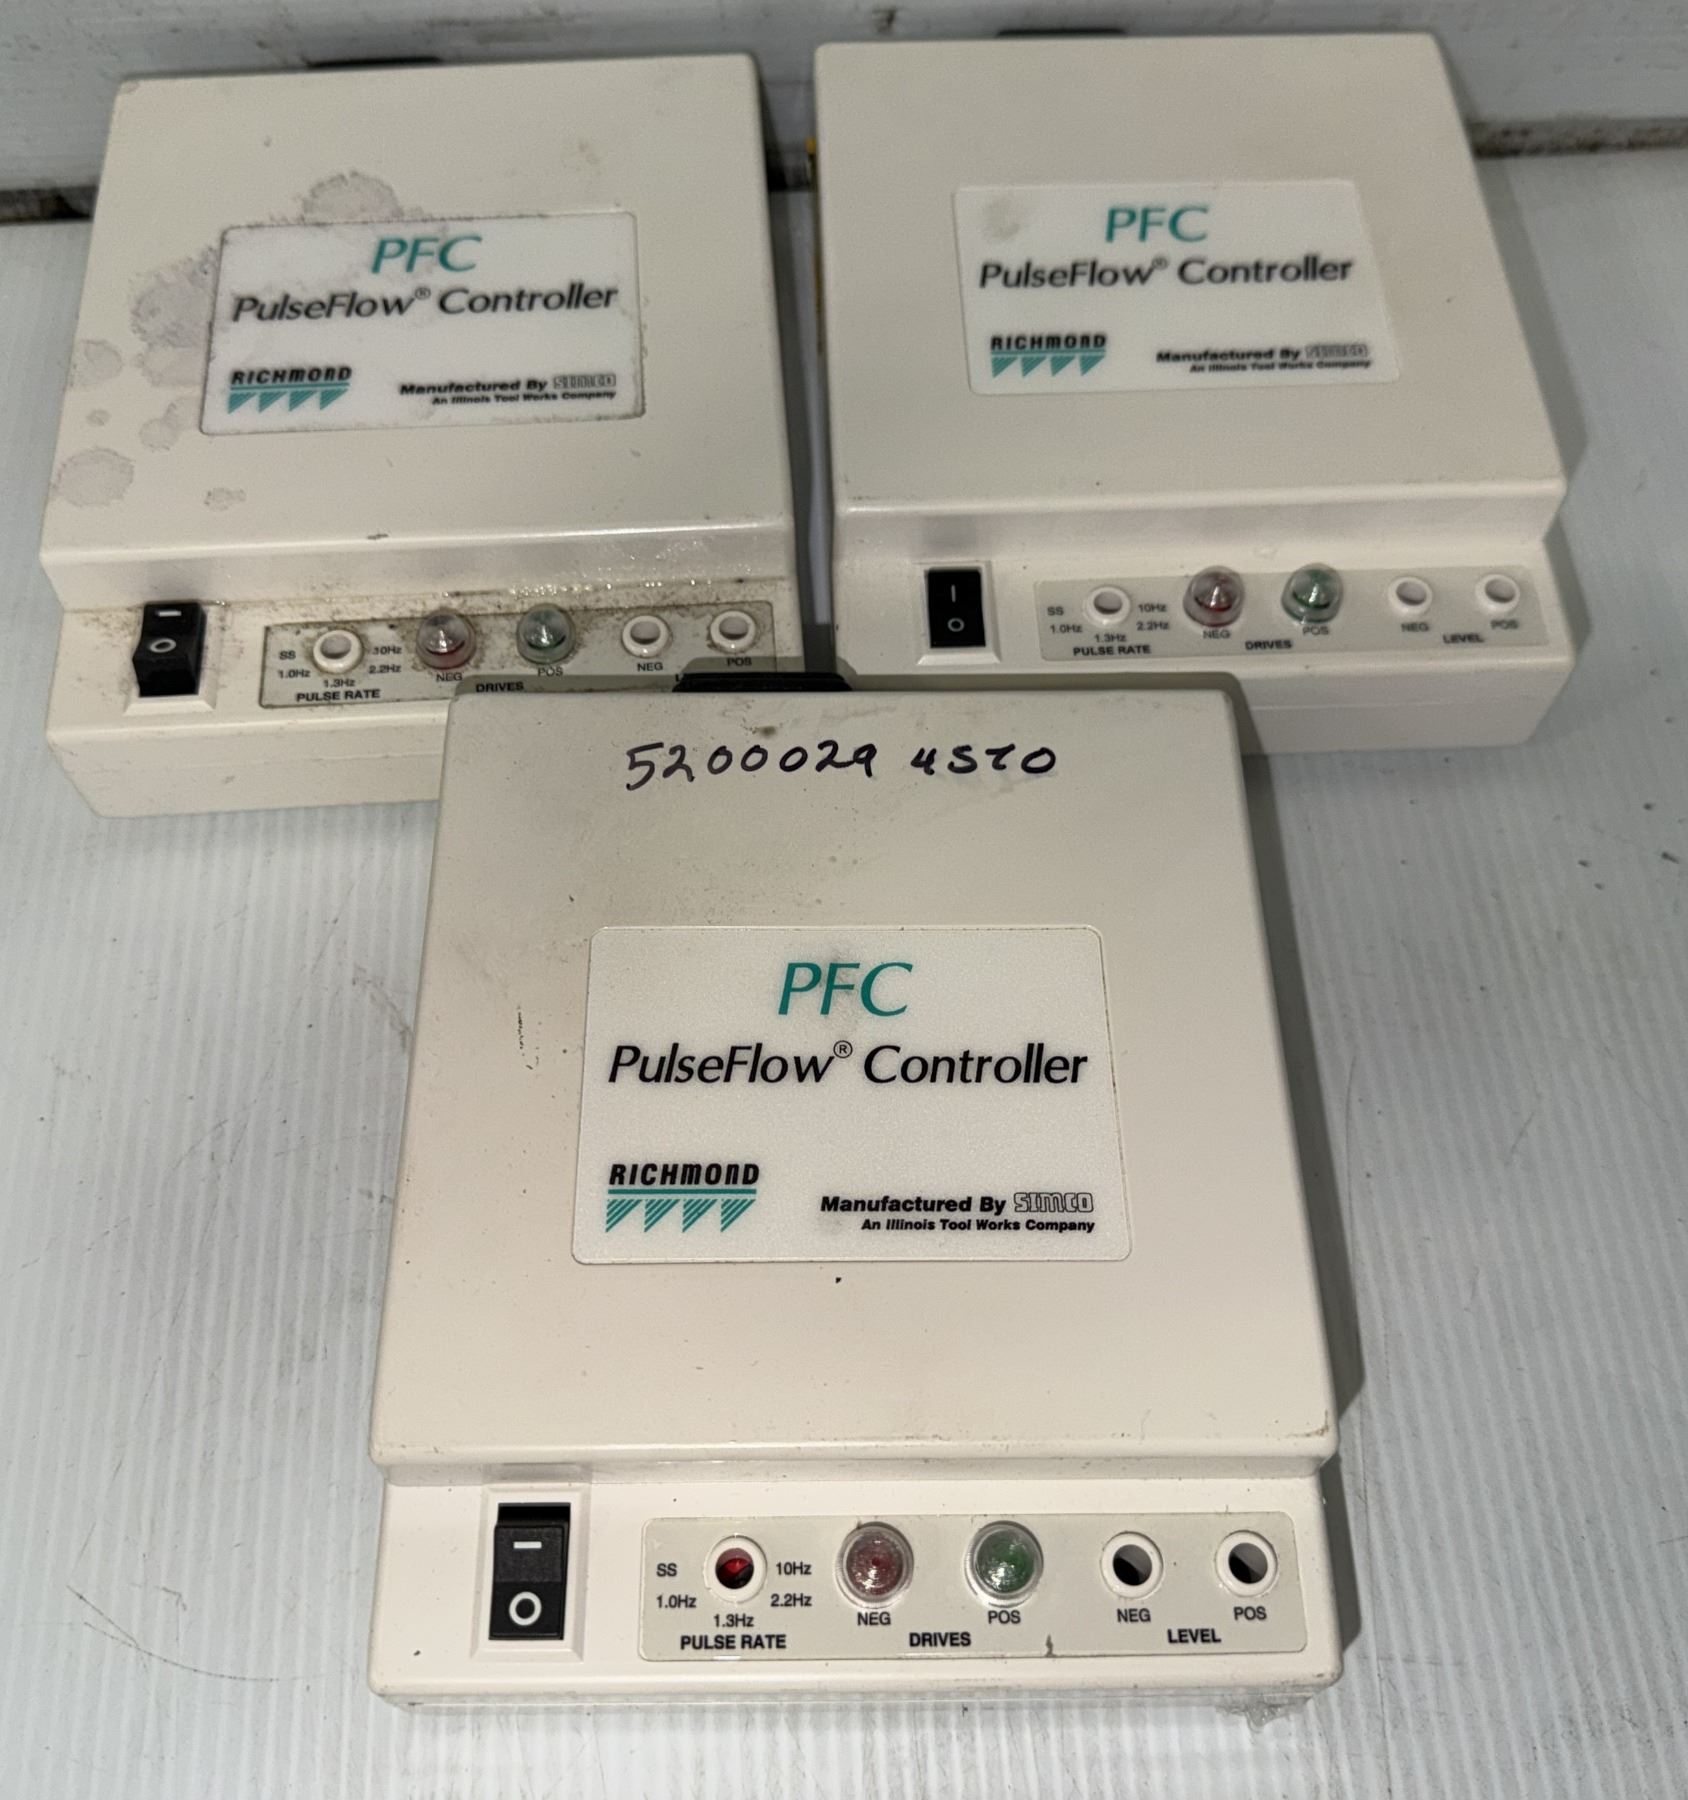 PFC
PulseFlow® Controller
RICHMOND
Manufactured By SIMCO
An Illinois Tool Works Company
I
O
SS 10Hz
1.0Hz 2.2Hz
1.3Hz
PULSE RATE
NEG POS
DRIVES
NEG POS
PFC
PulseFlow® Controller
RICHMOND
Manufactured By SIMCO
An Illinois Tool Works Company
I
O
SS 10Hz
1.0Hz 2.2Hz
1.3Hz
PULSE RATE
NEG POS
DRIVES
NEG POS
LEVEL
5200029
PFC
PulseFlow® Controller
RICHMOND
Manufactured By SIMCO
An Illinois Tool Works Company
I
O
SS 10Hz
1.0Hz 2.2Hz
1.3Hz
PULSE RATE
NEG POS
DRIVES
NEG POS
LEVEL